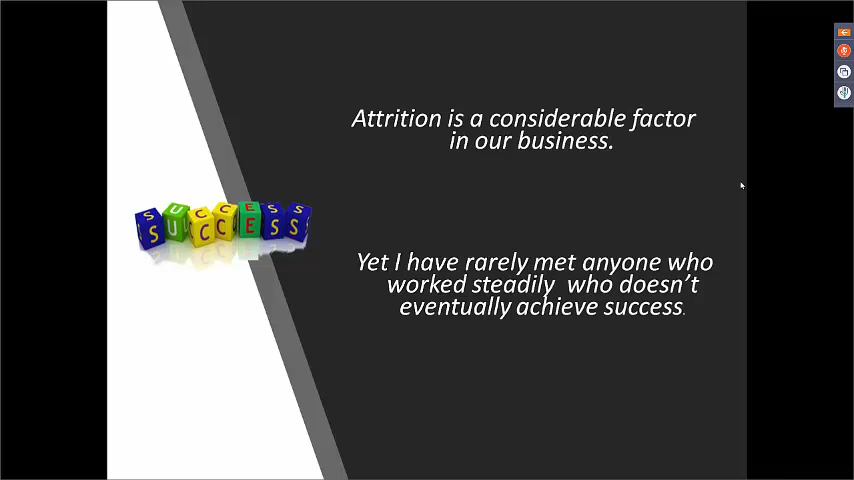 Attrition is a considerable factor
in our business.
SUCCESS
Yet I have rarely met anyone who
worked steadily who doesn't
eventually achieve success.